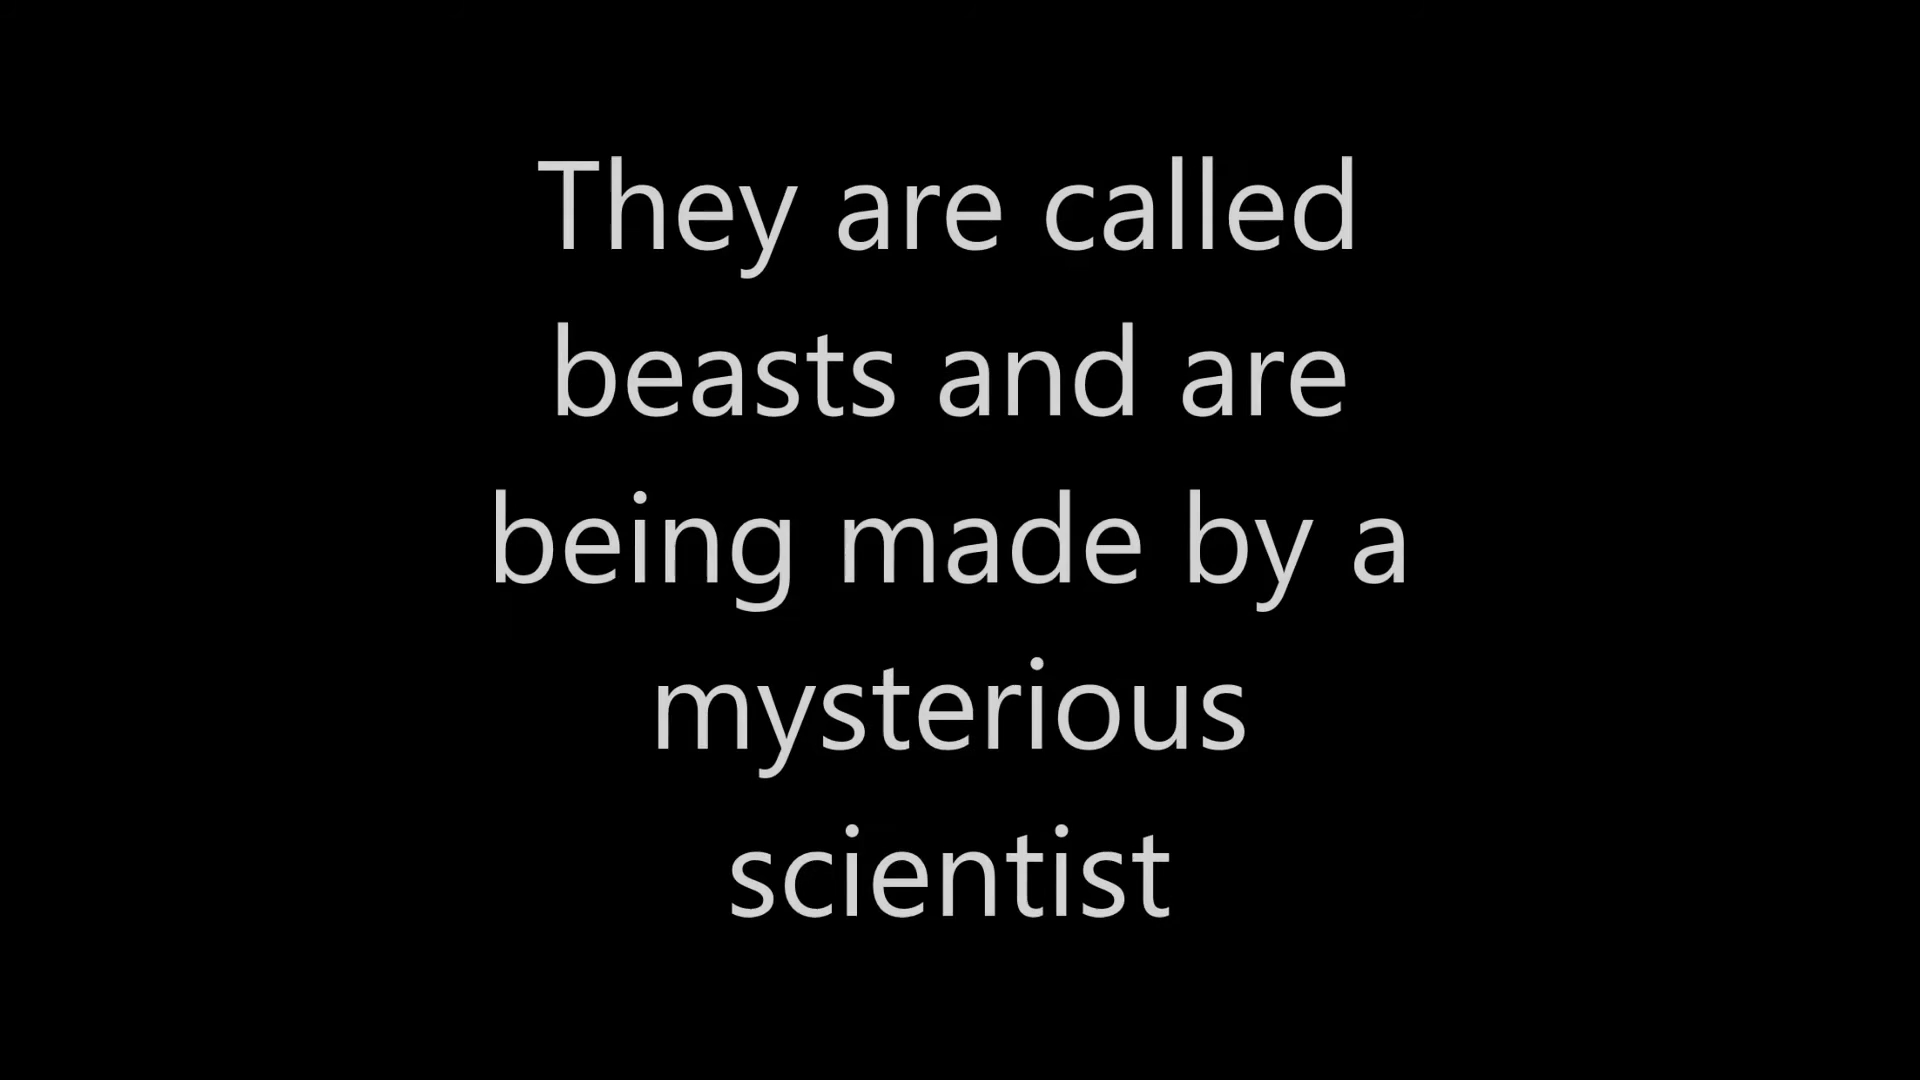 They are called
beasts and are
being made by a
mysterious
scientist